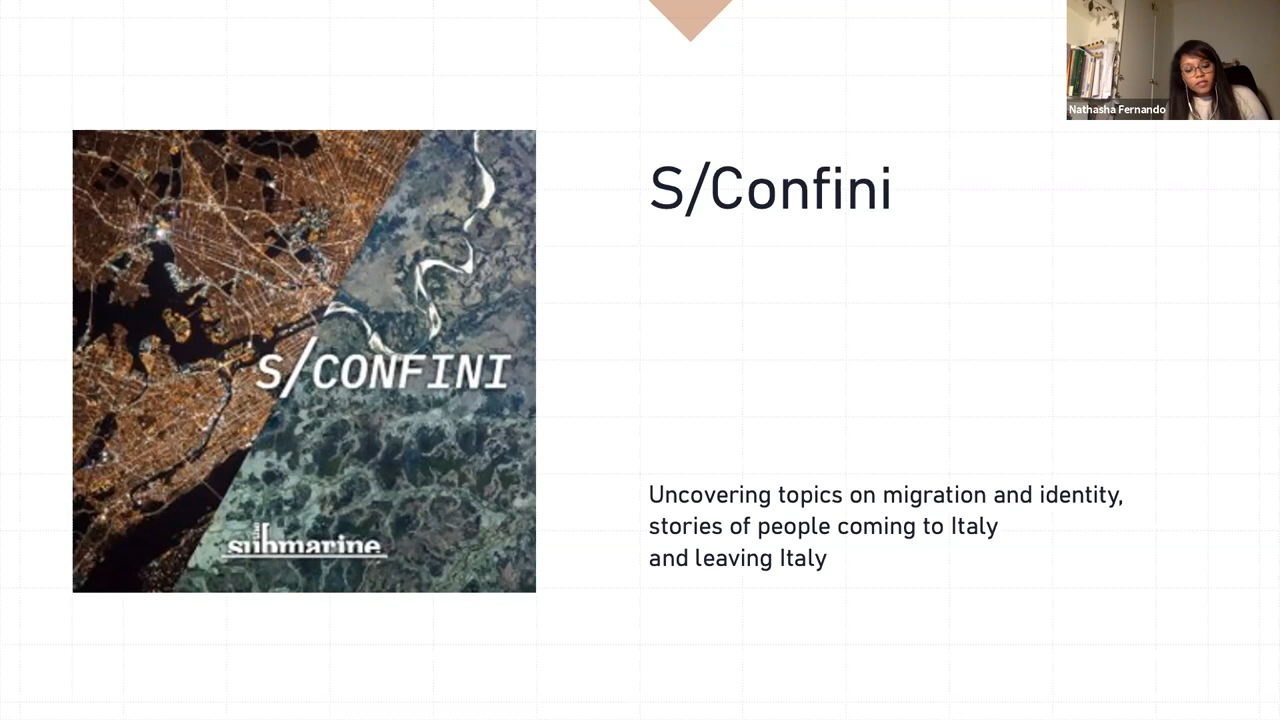 Nathasha Fernando
S/Confini
S/CONFINI
Uncovering topics on migration and identity,
stories of people coming to Italy
and leaving Italy
the submarine